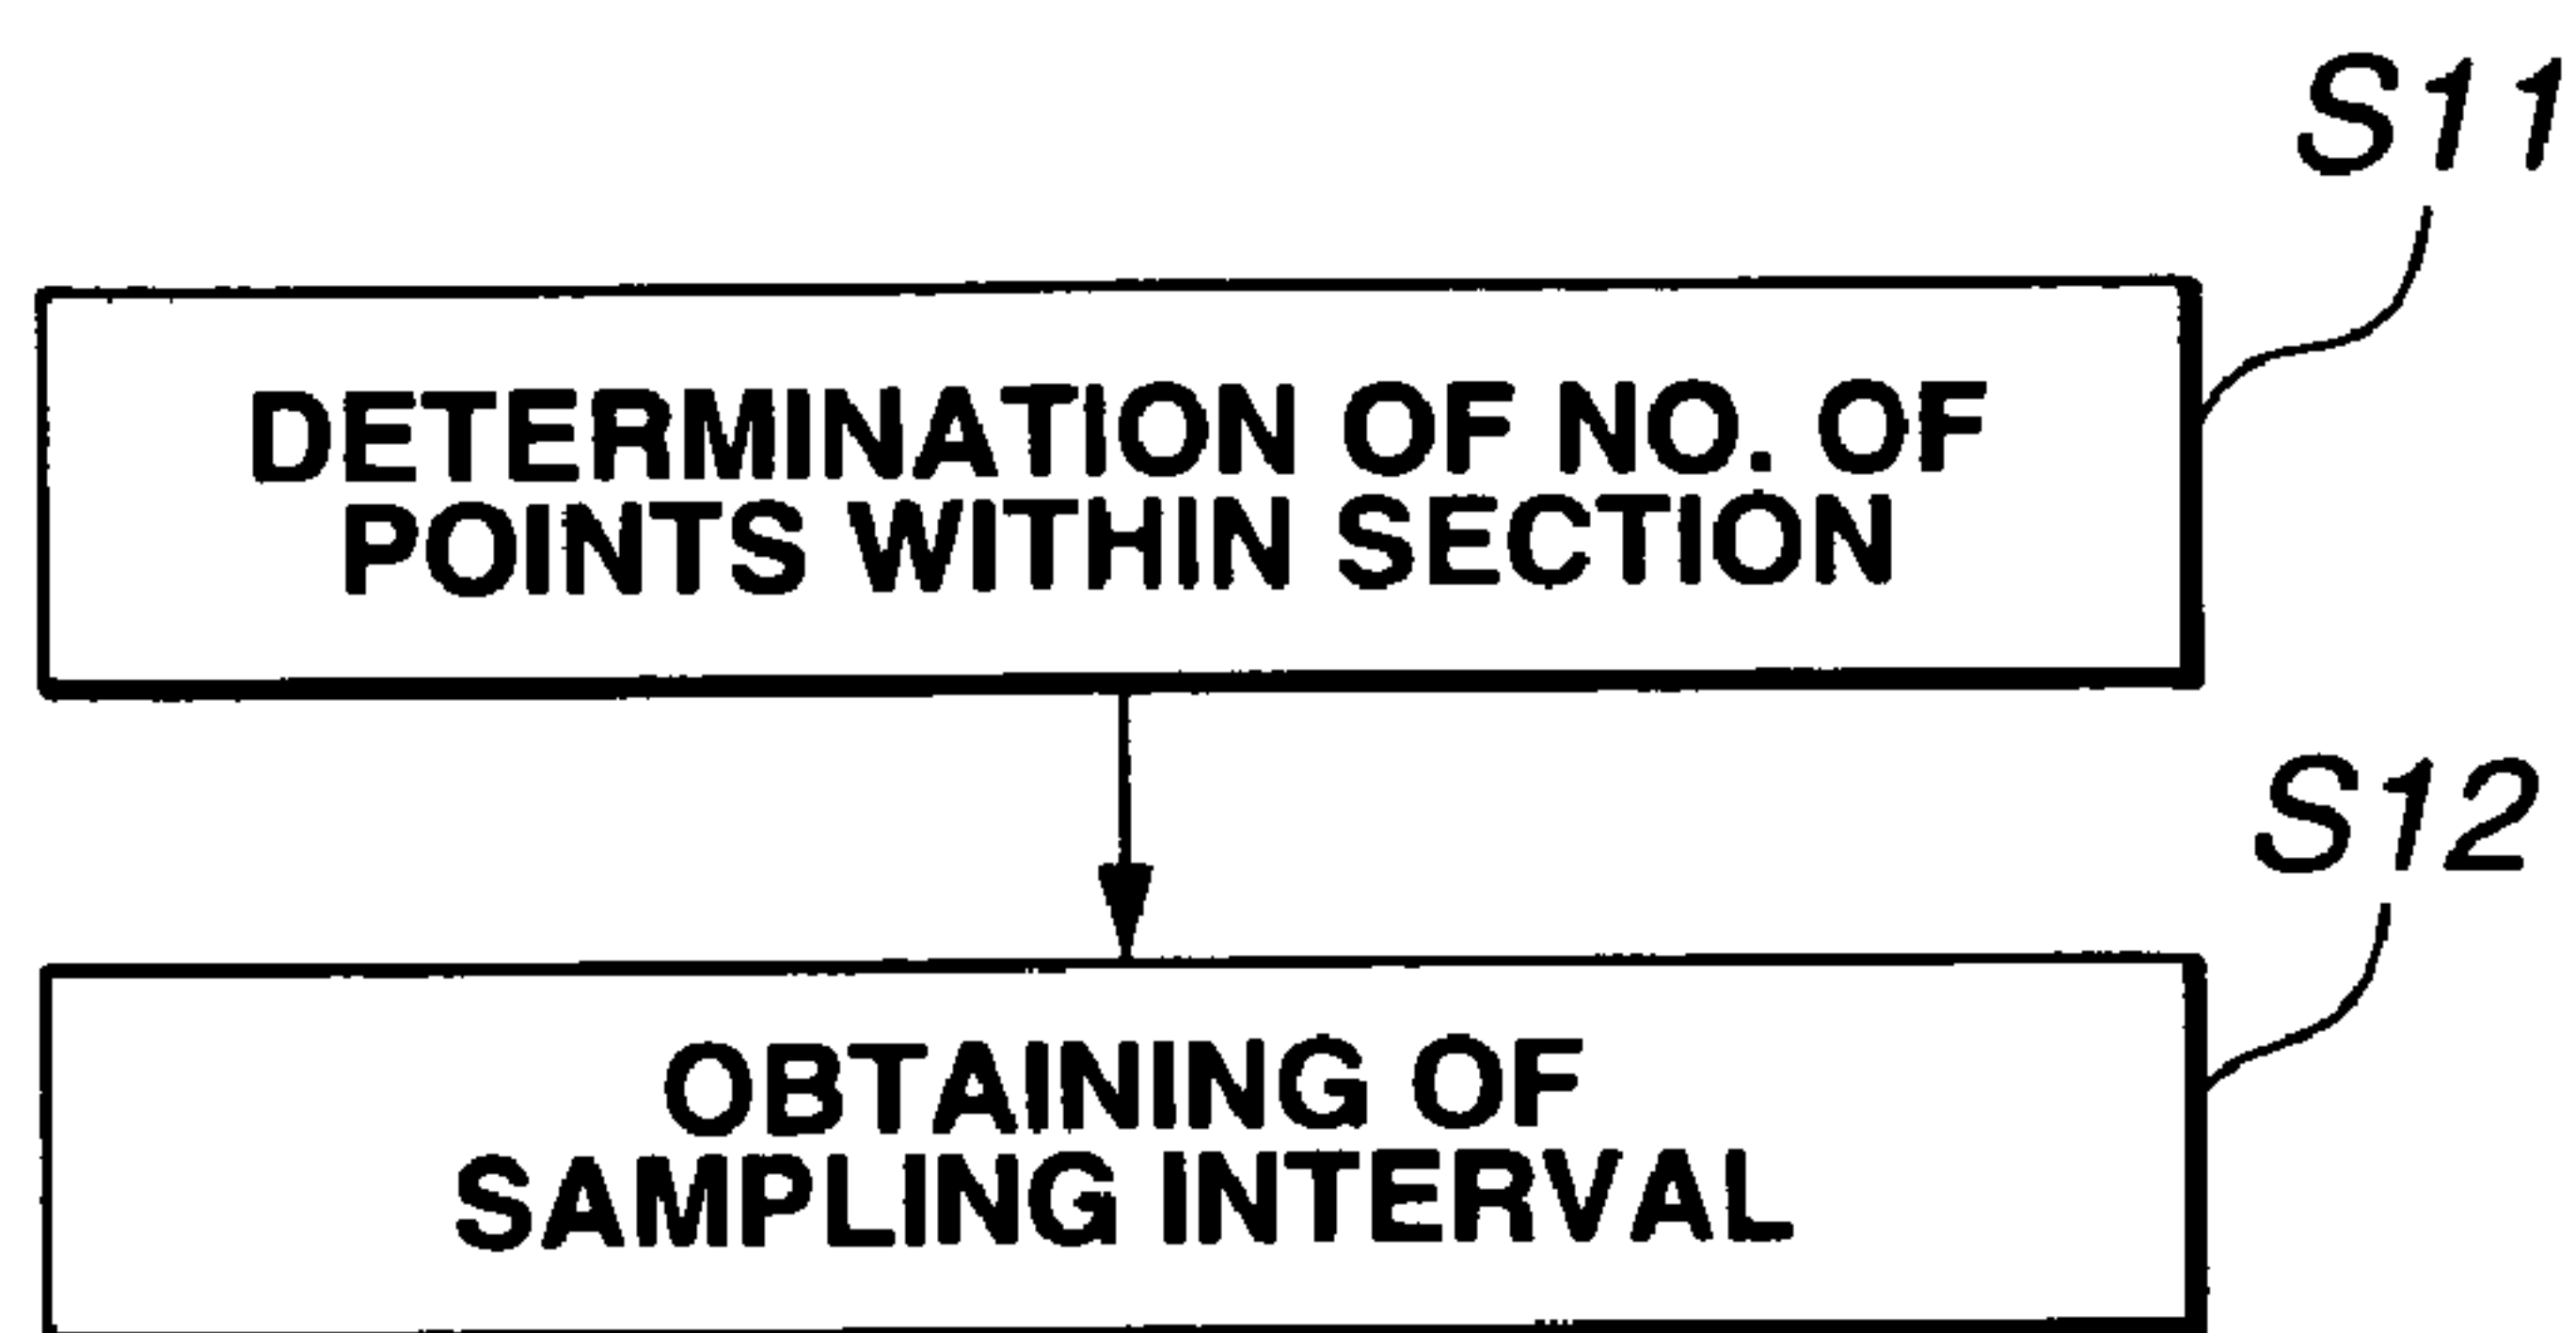 S11
DETERMINATION OF NO. OF
POINTS WITHIN SECTION
S12
OBTAINING OF
SAMPLING INTERVAL